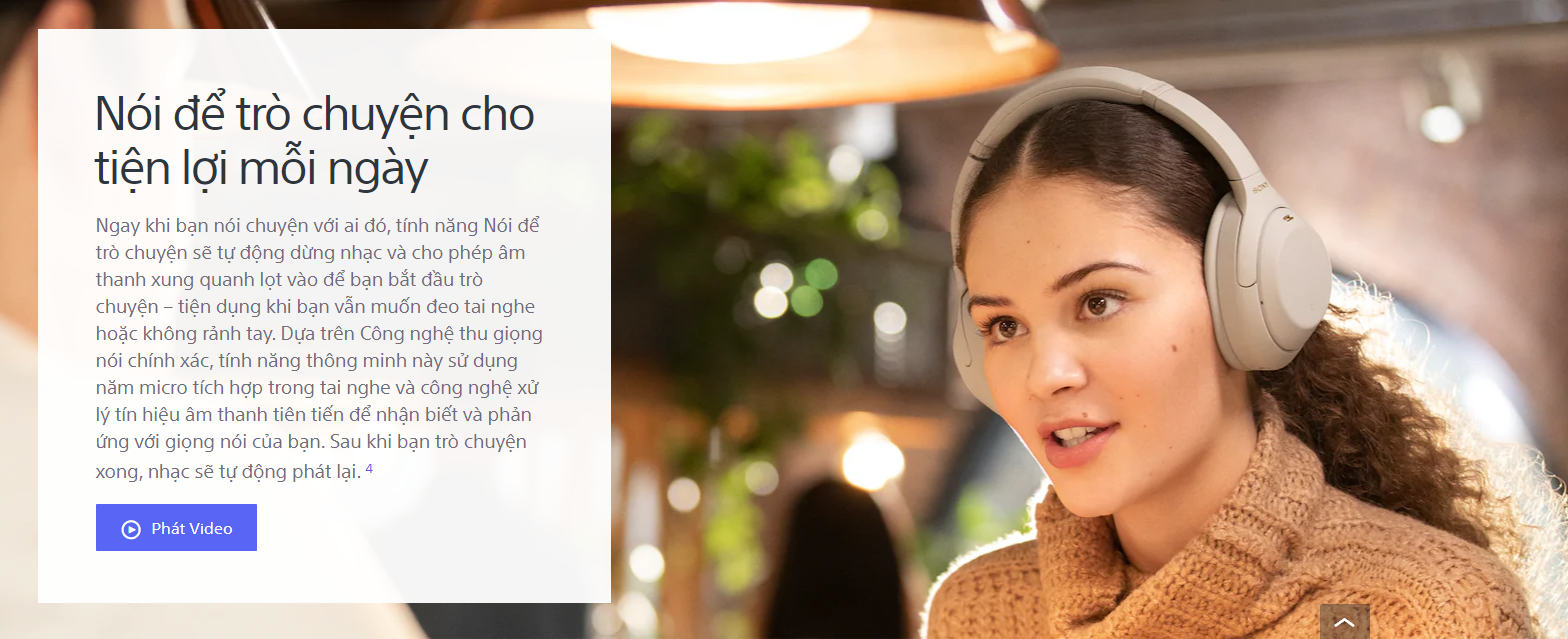 Nói để trò chuyện cho
tiện lợi mỗi ngày
Ngay khi bạn nói chuyện với ai đó, tính năng Nói để
trò chuyện sẽ tự động dừng nhạc và cho phép âm
thanh xung quanh lọt vào để bạn bắt đầu trò
chuyện – tiện dụng khi bạn vẫn muốn đeo tai nghe
hoặc không rảnh tay. Dựa trên Công nghệ thu giọng
nói chính xác, tính năng thông minh này sử dụng
năm micro tích hợp trong tai nghe và công nghệ xử
lý tín hiệu âm thanh tiên tiến để nhận biết và phản
ứng với giọng nói của bạn. Sau khi bạn trò chuyện
xong, nhạc sẽ tự động phát lại. 4
Phát Video
SONY